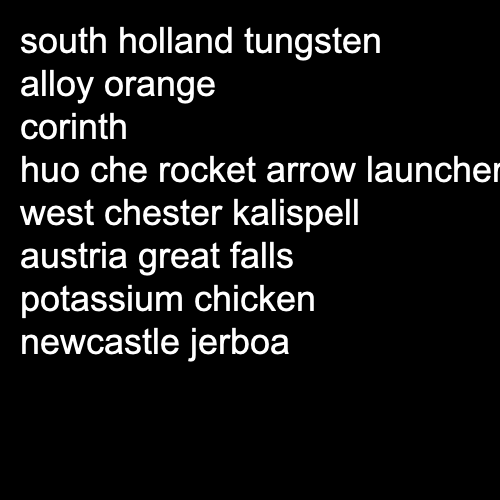 south holland tungsten
alloy orange
corinth
huo che rocket arrow launcher
west chester kalispell
austria great falls
potassium chicken
newcastle jerboa